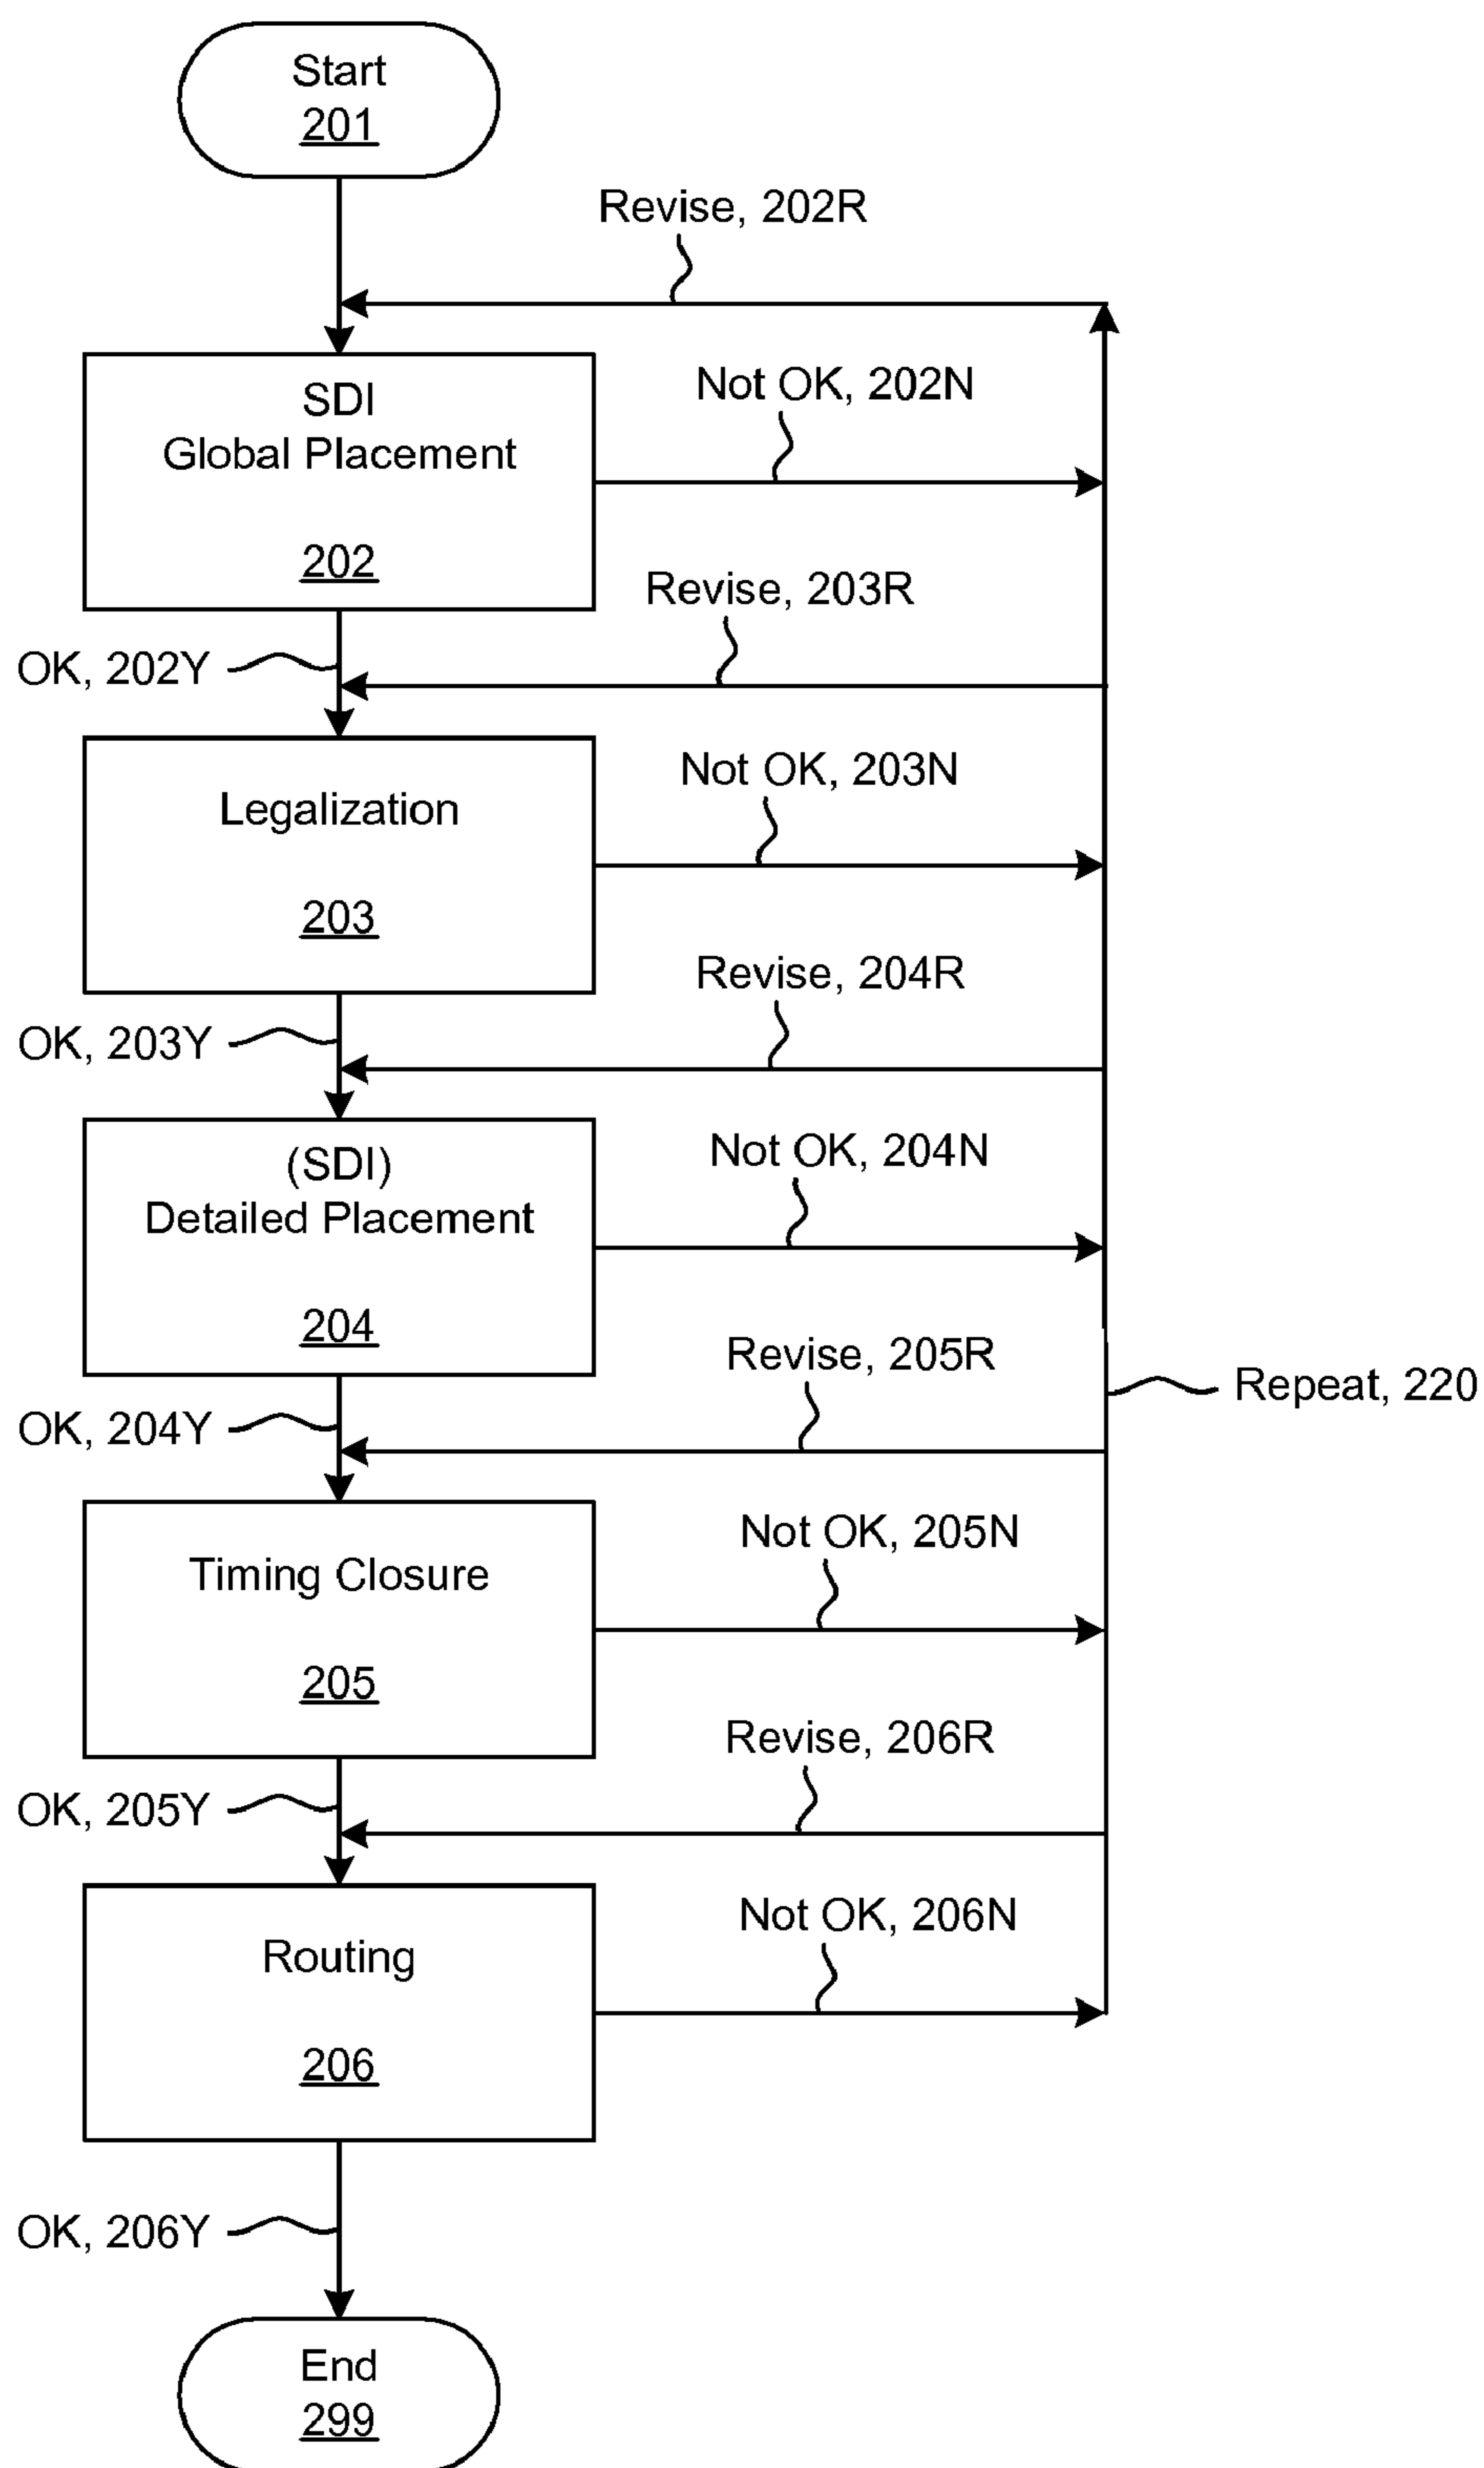 Start
201
Revise, 202R
SDI
Global Placement
202
Not OK, 202N
Revise, 203R
OK, 202Y
Legalization
203
Not OK, 203N
Revise, 204R
OK, 203Y
(SDI)
Detailed Placement
204
Not OK, 204N
Revise, 205R
Repeat, 220
OK, 204Y
Timing Closure
205
Not OK, 205N
Revise, 206R
OK, 205Y
Routing
206
Not OK, 206N
OK, 206Y
End
299